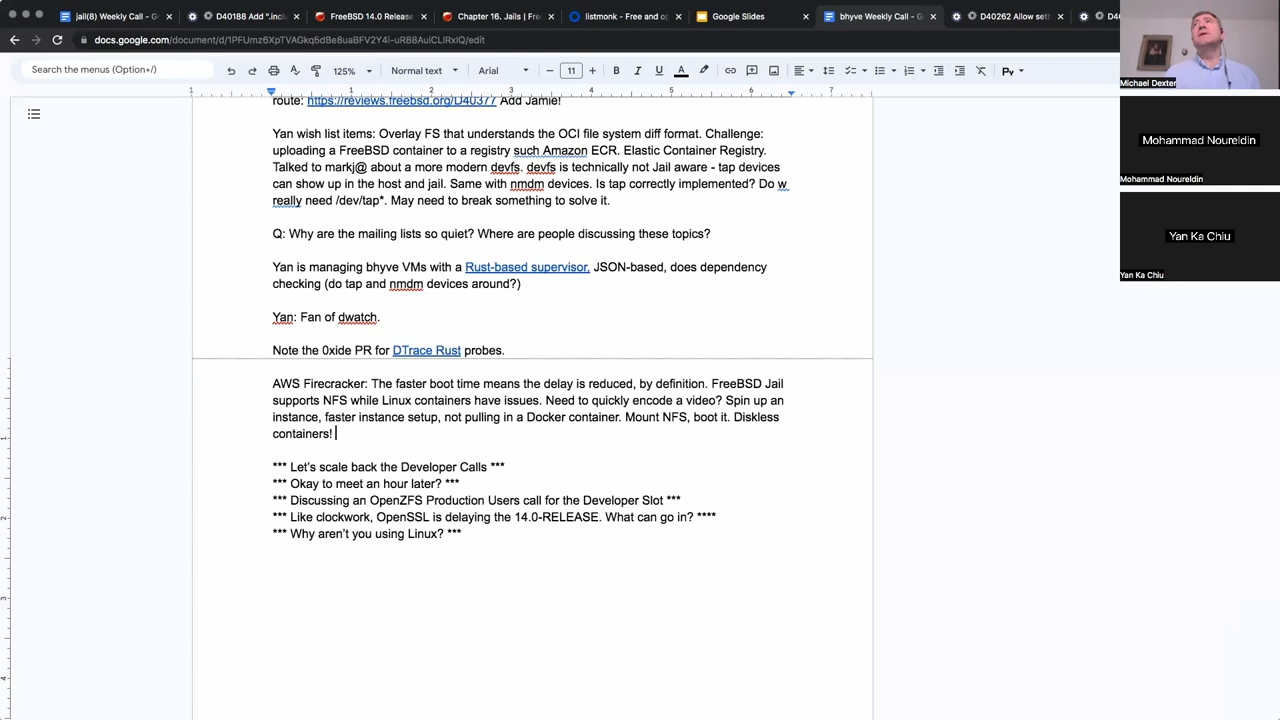 jail(8) Weekly Call - G
D40188 Add ".incl
FreeBSD 14.0 Release
Chapter 16. Jails | Free
listmonk - Free and op
Google Slides
bhyve Weekly Call - G
D40262 Allow set
docs.google.com/document/d/1PFUmz6XpTVAGkq5dBe8uaBFV2Y4i-uR88AuiCLlRxIQ/edit
Search the menus (Option+/)
125%
Normal text
Arial
11
route: https://reviews.freebsd.org/D40377 Add Jamie!
Yan wish list items: Overlay FS that understands the OCI file system diff format. Challenge:
uploading a FreeBSD container to a registry such Amazon ECR. Elastic Container Registry.
Talked to markj@ about a more modern devfs. devfs is technically not Jail aware - tap devices
can show up in the host and jail. Same with nmdm devices. Is tap correctly implemented? Do w
really need /dev/tap*. May need to break something to solve it.
Q: Why are the mailing lists so quiet? Where are people discussing these topics?
Yan is managing bhyve VMs with a Rust-based supervisor, JSON-based, does dependency
checking (do tap and nmdm devices around?)
Yan: Fan of dwatch.
Note the 0xide PR for DTrace Rust probes.
AWS Firecracker: The faster boot time means the delay is reduced, by definition. FreeBSD Jail
supports NFS while Linux containers have issues. Need to quickly encode a video? Spin up an
instance, faster instance setup, not pulling in a Docker container. Mount NFS, boot it. Diskless
containers!
*** Let's scale back the Developer Calls ***
*** Okay to meet an hour later? ***
*** Discussing an OpenZFS Production Users call for the Developer Slot ***
*** Like clockwork, OpenSSL is delaying the 14.0-RELEASE. What can go in? ****
*** Why aren't you using Linux? ***
Michael Dexter
Mohammad Noureldin
Mohammad Noureldin
Yan Ka Chiu
Yan Ka Chiu